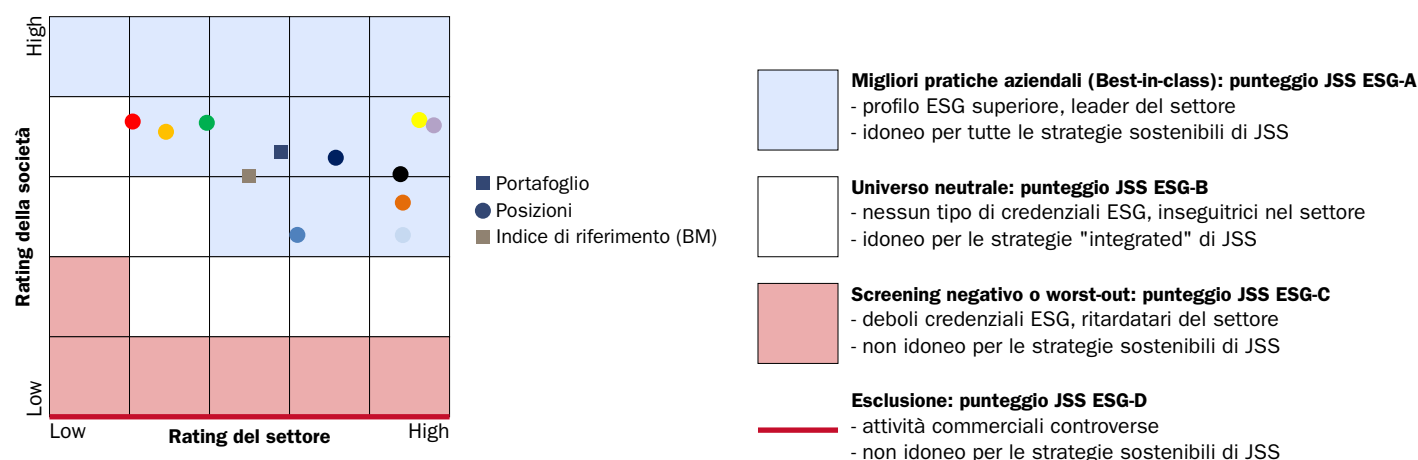 High
Rating della società
Low
Low
Rating del settore
High
Portafoglio
Posizioni
Indice di riferimento (BM)
Migliori pratiche aziendali (Best-in-class): punteggio JSS ESG-A
- profilo ESG superiore, leader del settore
- idoneo per tutte le strategie sostenibili di JSS
Universo neutrale: punteggio JSS ESG-B
- nessun tipo di credenziali ESG, inseguitrici nel settore
- idoneo per le strategie "integrated" di JSS
Screening negativo o worst-out: punteggio JSS ESG-C
- deboli credenziali ESG, ritardatari del settore
- non idoneo per le strategie sostenibili di JSS
Esclusione: punteggio JSS ESG-D
- attività commerciali controverse
- non idoneo per le strategie sostenibili di JSS